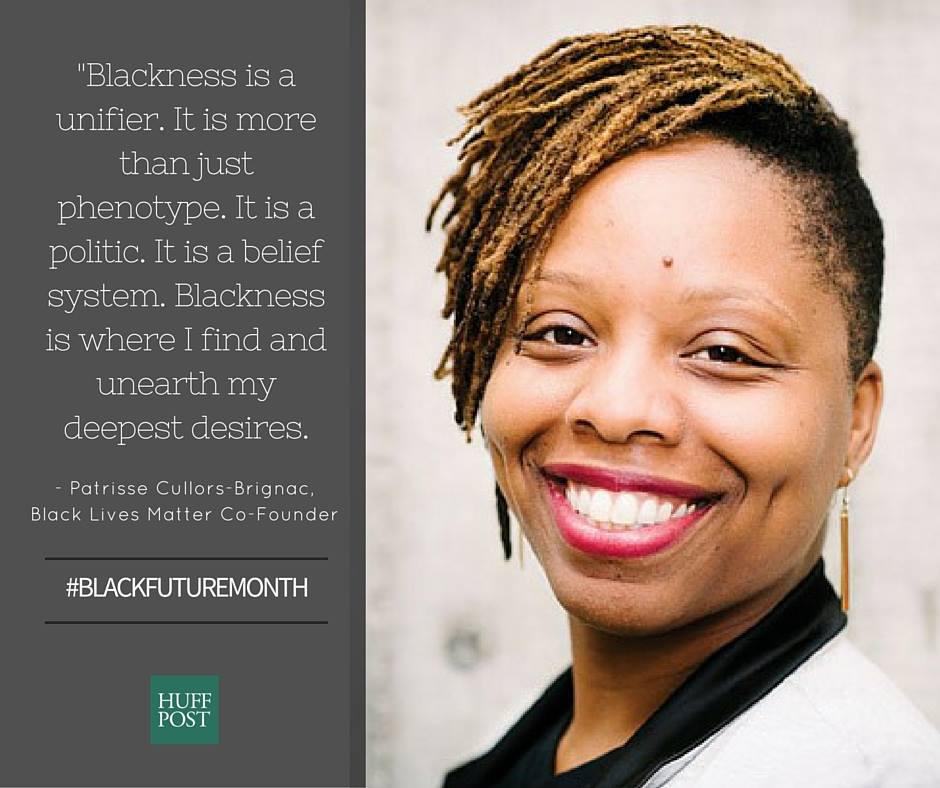 "Blackness is a
unifier. It is more
than just
phenotype. It is a
politic. It is a belief
system. Blackness
is where I find and
unearth my
deepest desires.
- Patrisse Cullors-Brignac,
Black Lives Matter Co-Founder
#BLACKFUTUREMONTH
HUFF
POST